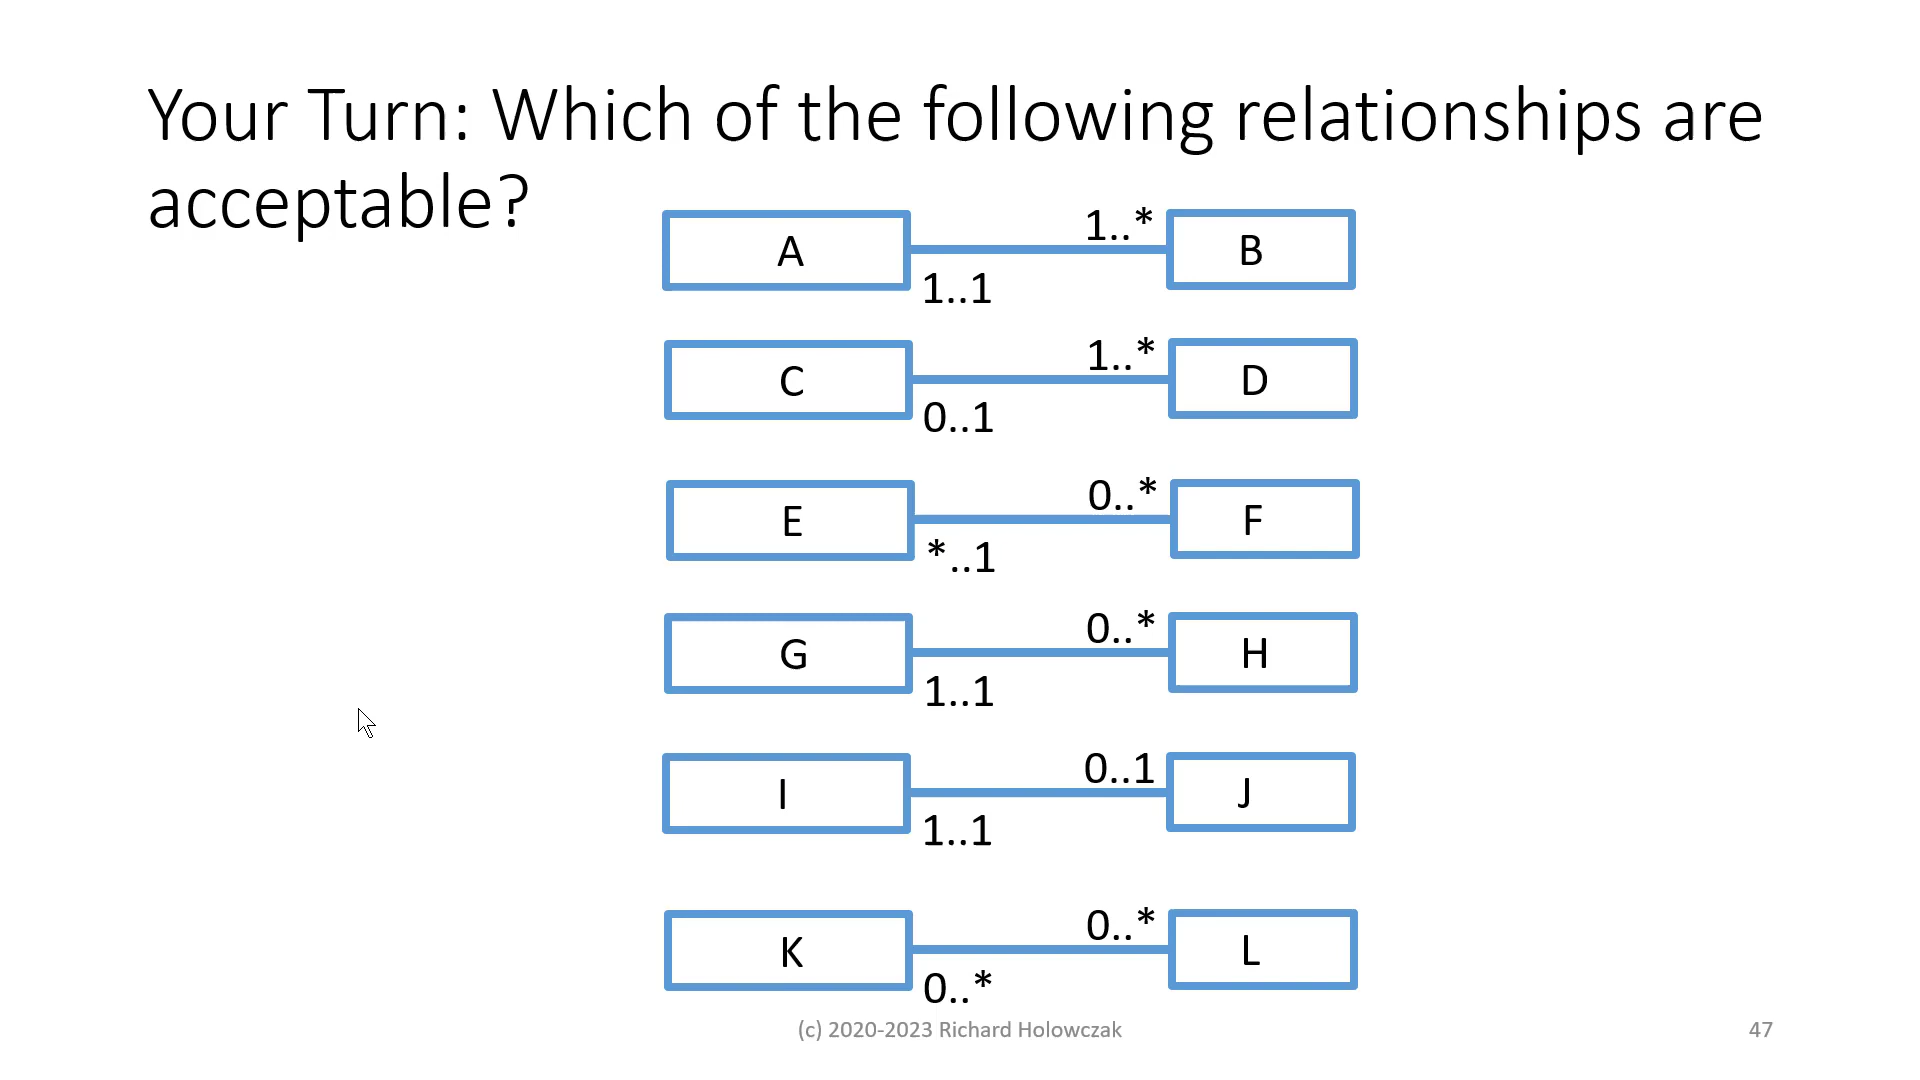 Your Turn: Which of the following relationships are
acceptable?
A 1..* B
1..1
C 1..* D
0..1
E 0..* F
*..1
G 0..* H
1..1
I 0..1 J
1..1
K 0..* L
0..*
(c) 2020-2023 Richard Holowczak 47